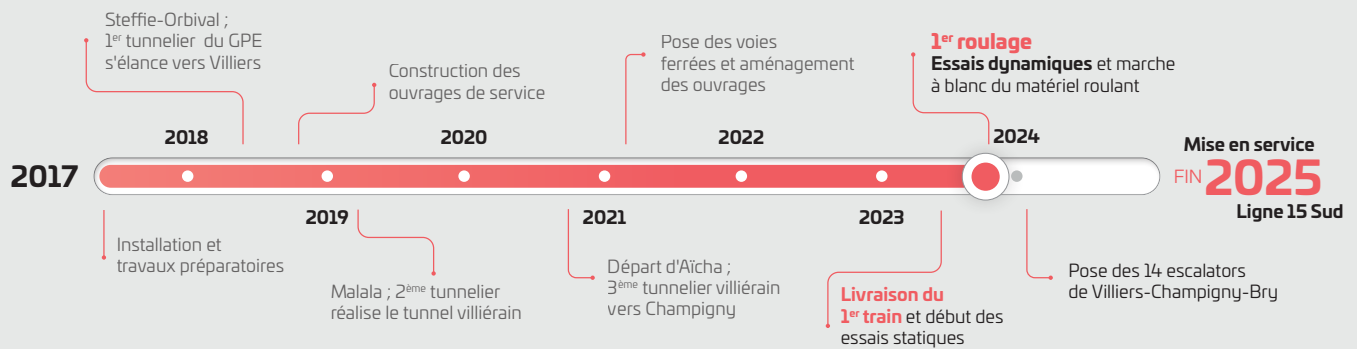 Steffie-Orbival ;
1er tunnelier du GPE
s'élance vers Villiers
Construction des
ouvrages de service
Pose des voies
ferrées et aménagement
des ouvrages
1er roulage
Essais dynamiques et marche
à blanc du matériel roulant
2018
2020
2022
2024
2017
Mise en service
FIN 2025
Ligne 15 Sud
2019
2021
2023
Installation et
travaux préparatoires
Malala ; 2ème tunnelier
réalise le tunnel villiérain
Départ d'Aïcha ;
3ème tunnelier villiérain
vers Champigny
Livraison du
1er train et début des
essais statiques
Pose des 14 escalators
de Villiers-Champigny-Bry